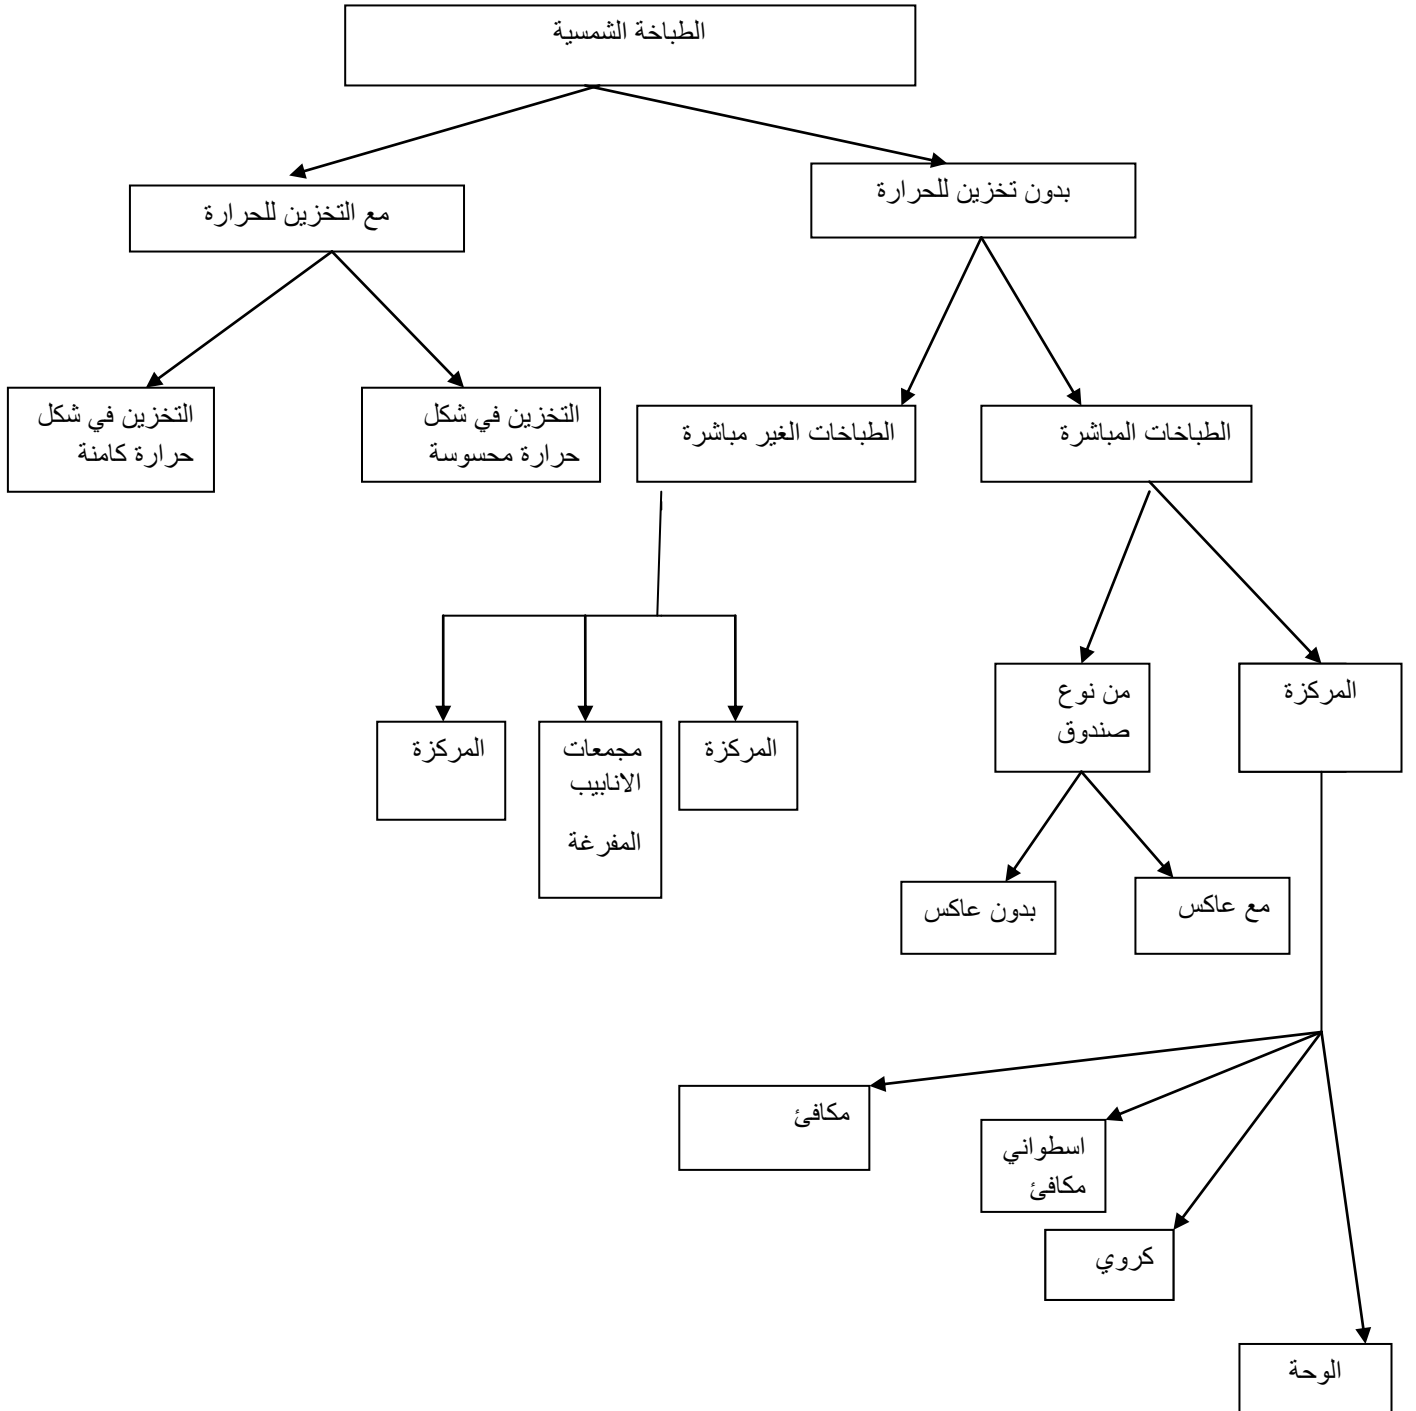 الطباخة الشمسية
بدون تخزين للحرارة
مع التخزين للحرارة
الطباخات المباشرة
الطباخات الغير مباشرة
التخزين في شكل
حرارة محسوسة
التخزين في شكل
حرارة كامنة
المركزة
من نوع
صندوق
المركزة
مجمعات
الانابيب
المفرغة
المركزة
مع عاكس
بدون عاكس
مكافئ
اسطواني
مكافئ
كروي
الوحة